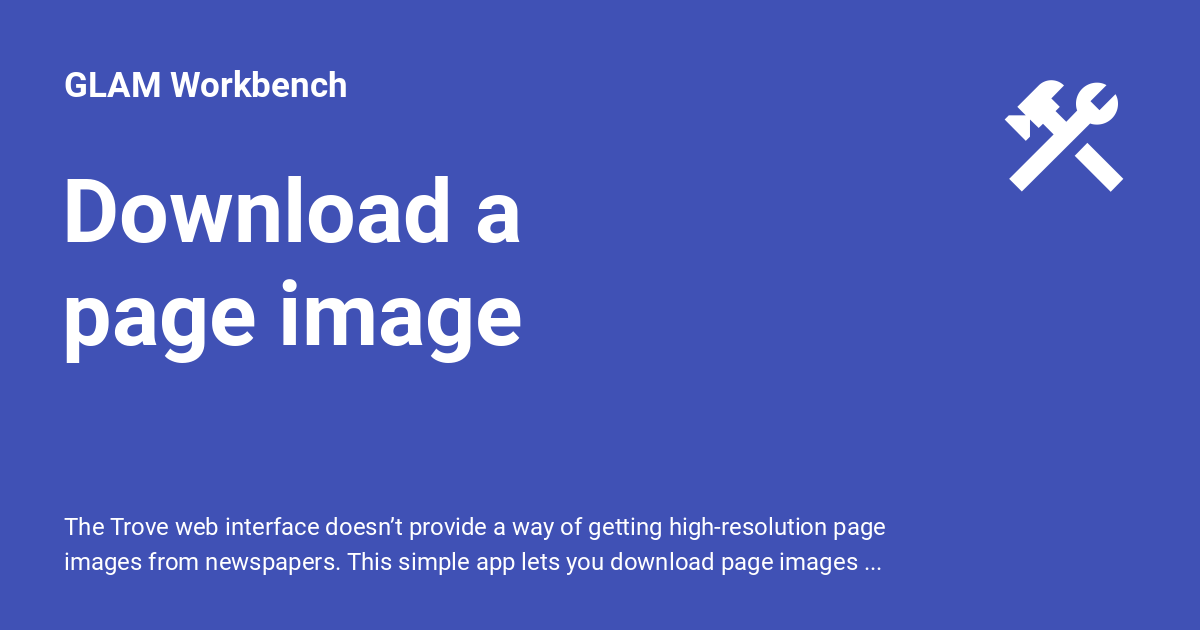 GLAM Workbench
Download a
page image
The Trove web interface doesn’t provide a way of getting high-resolution page
images from newspapers. This simple app lets you download page images ...